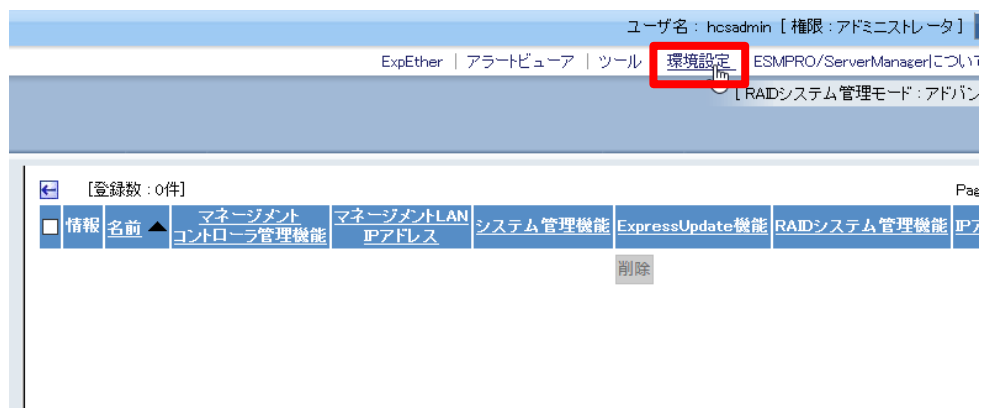 ユーザ名 : hcsadmin [ 権限 : アドミニストレータ ]
ExpEther | アラートビューア | ツール | 環境設定 ESMPRO/ServerManagerについて
[ RAIDシステム管理モード : アドバン
[登録数 : 0件] Pag
情報 名前 ▲ マネージメント コントローラ管理機能 マネージメントLAN IPアドレス システム管理機能 ExpressUpdate機能 RAIDシステム管理機能 IPア
削除